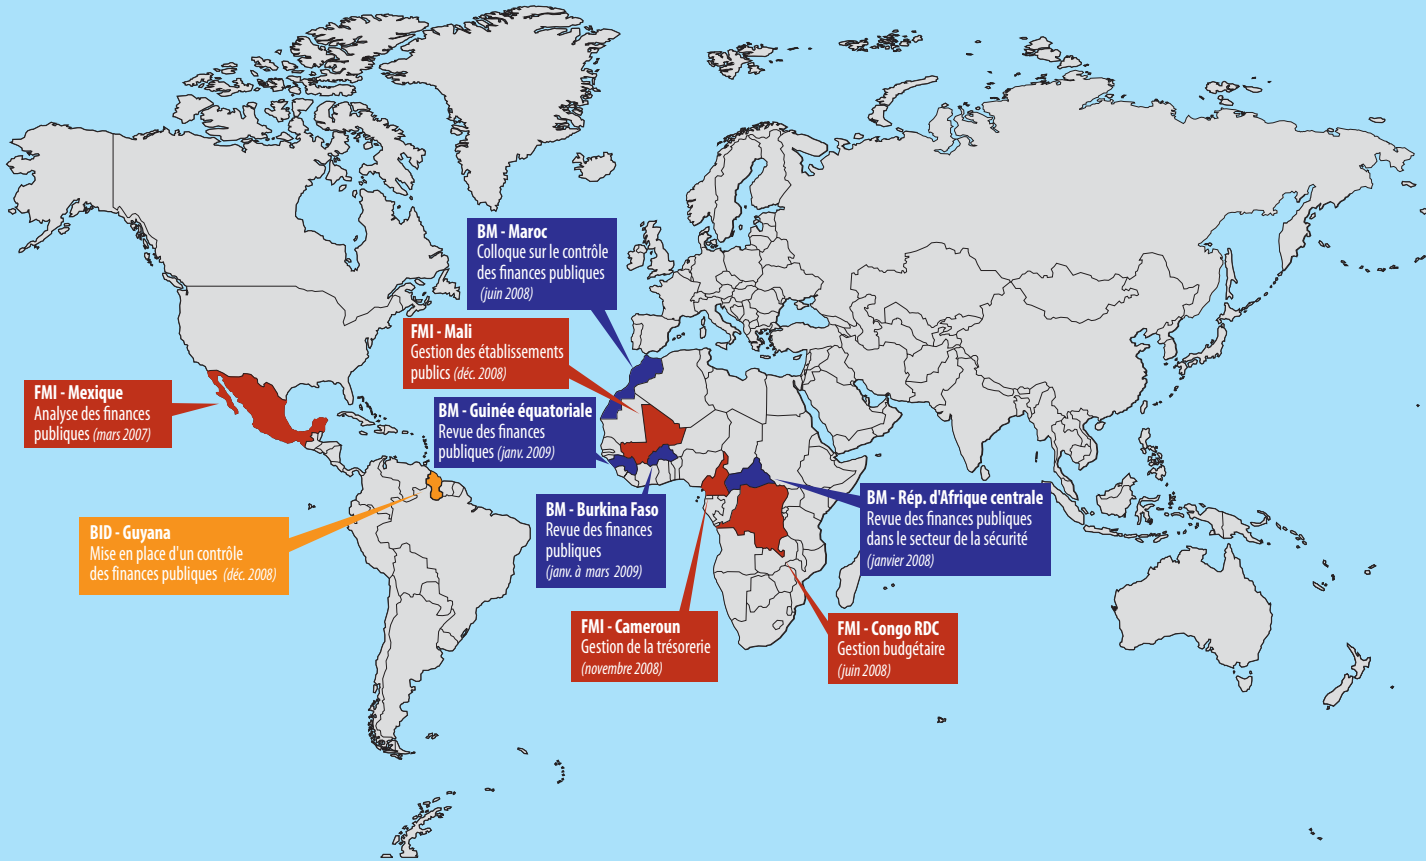 BM - Maroc
Colloque sur le contrôle
des finances publiques
(juin 2008)
FMI - Mali
Gestion des établissements
publics (déc. 2008)
FMI - Mexique
Analyse des finances
publiques (mars 2007)
BM - Guinée équatoriale
Revue des finances
publiques (janv. 2009)
BID - Guyana
Mise en place d'un contrôle
des finances publiques (déc. 2008)
BM - Burkina Faso
Revue des finances
publiques
(janv. à mars 2009)
BM - Rép. d'Afrique centrale
Revue des finances publiques
dans le secteur de la sécurité
(janvier 2008)
FMI - Cameroun
Gestion de la trésorerie
(novembre 2008)
FMI - Congo RDC
Gestion budgétaire
(juin 2008)